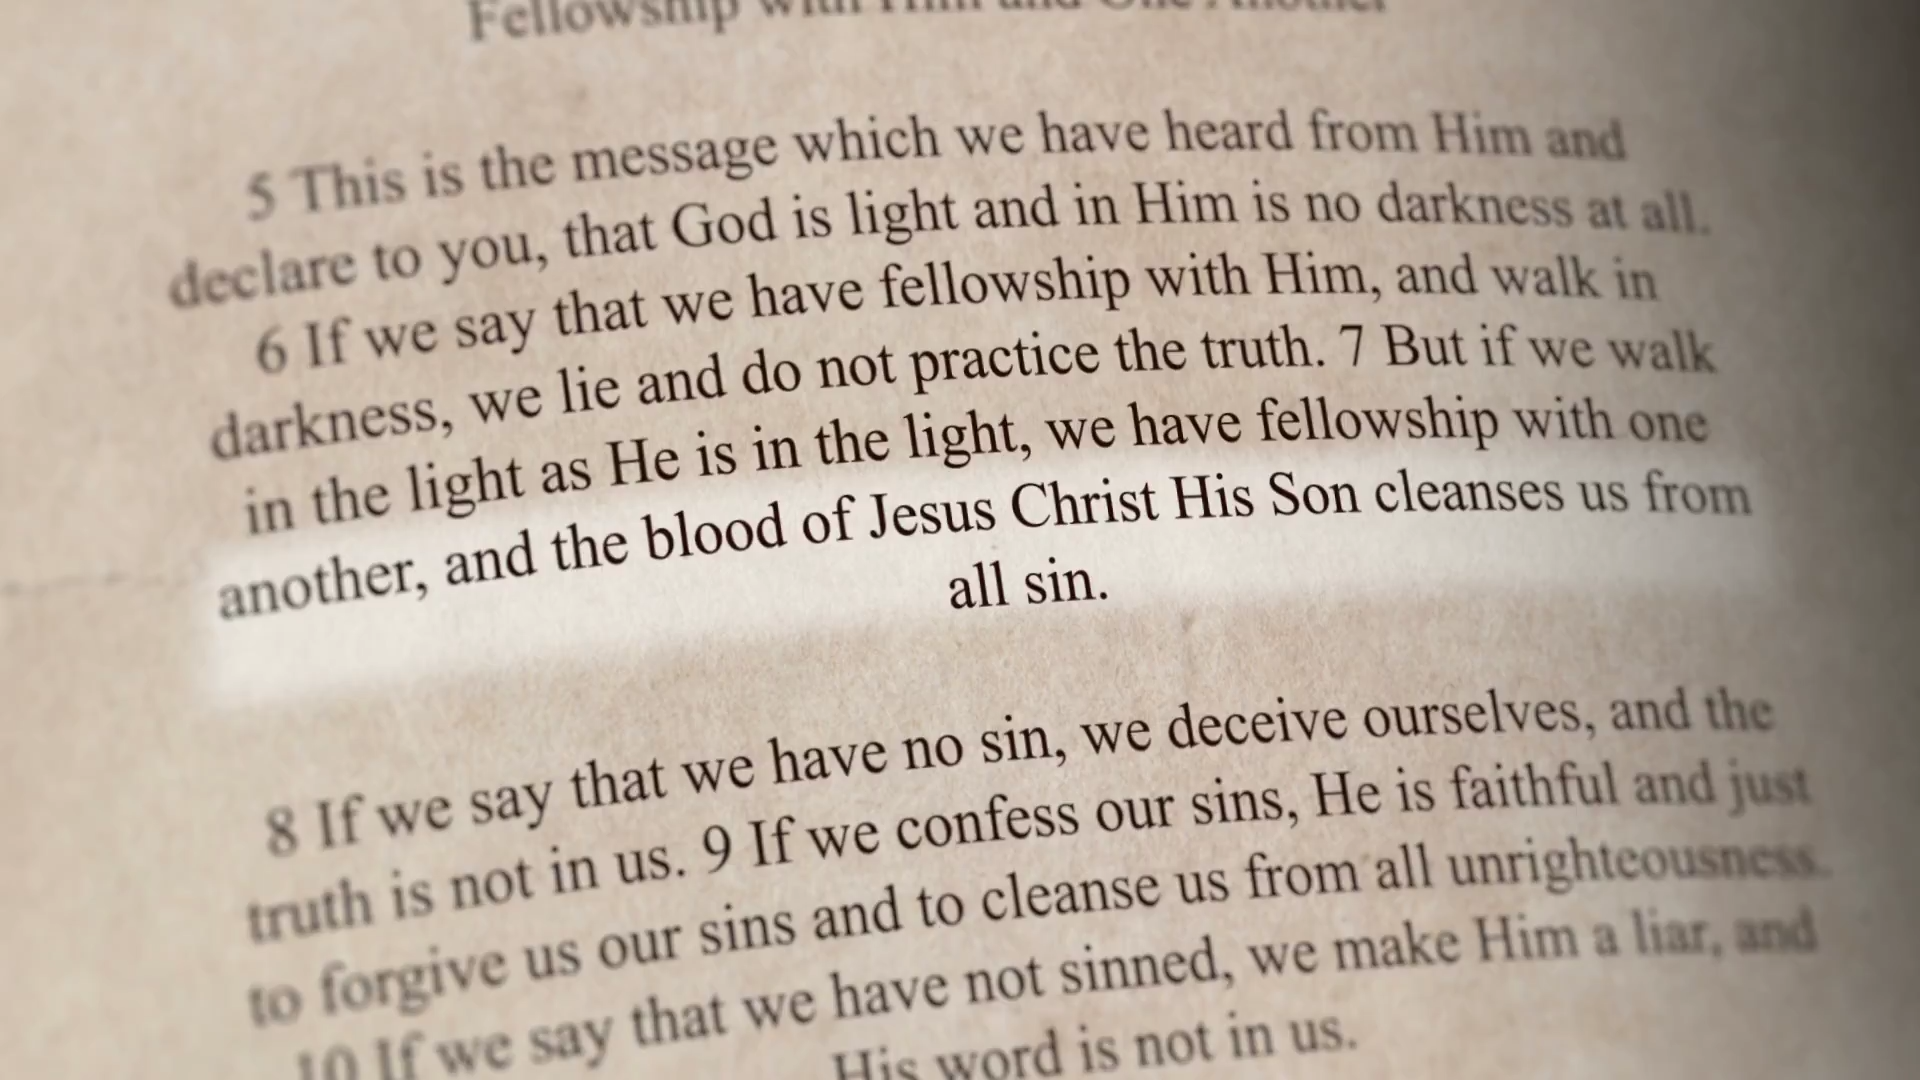 Fellowship with Him and One Another
5 This is the message which we have heard from Him and
declare to you, that God is light and in Him is no darkness at all.
6 If we say that we have fellowship with Him, and walk in
darkness, we lie and do not practice the truth. 7 But if we walk
in the light as He is in the light, we have fellowship with one
another, and the blood of Jesus Christ His Son cleanses us from
all sin.
8 If we say that we have no sin, we deceive ourselves, and the
truth is not in us. 9 If we confess our sins, He is faithful and just
to forgive us our sins and to cleanse us from all unrighteousness.
10 If we say that we have not sinned, we make Him a liar, and
His word is not in us.